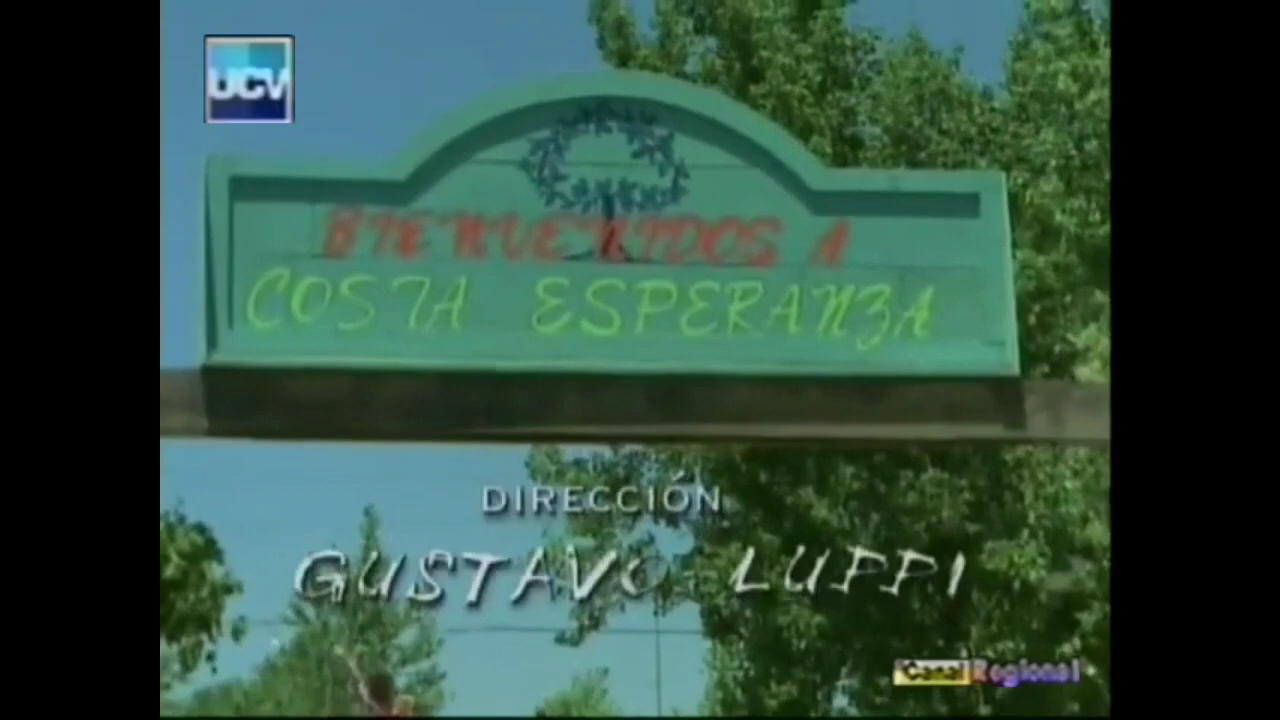 UCV
BIENVENIDOS A
COSTA ESPERANZA
DIRECCIÓN
GUSTAVO LUPPI
Canal Regional